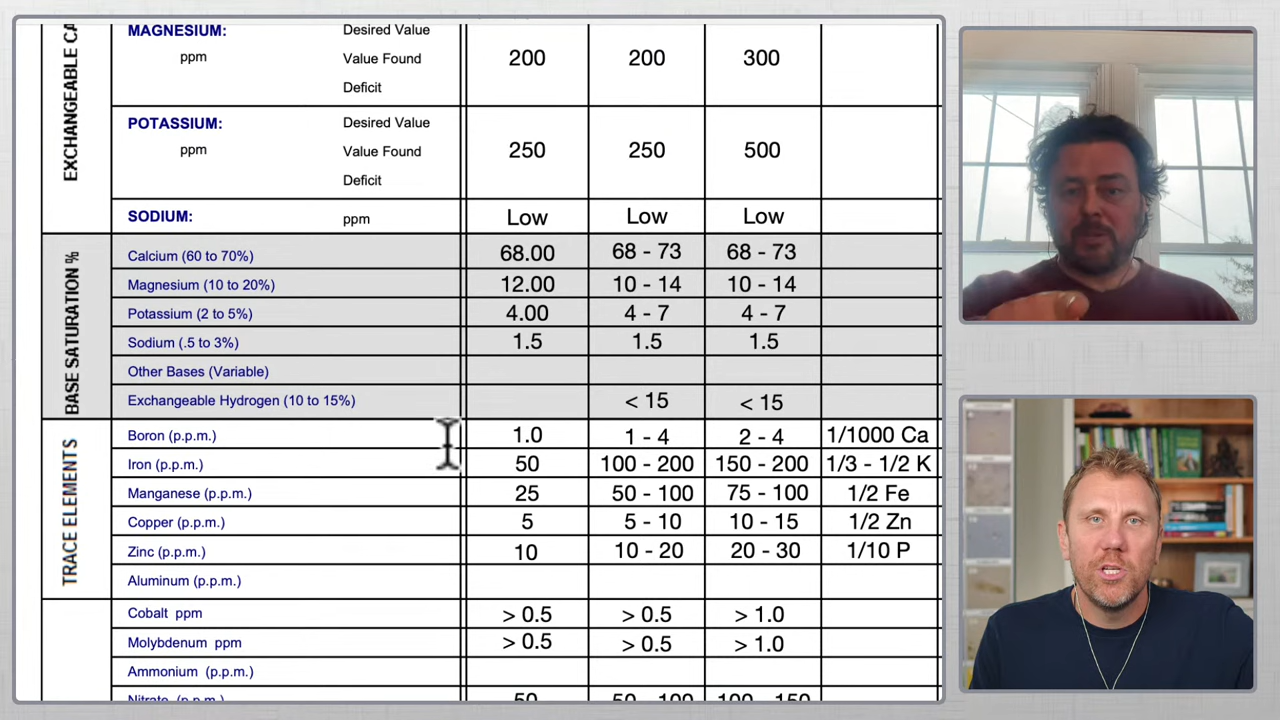 EXCHANGEABLE CA
MAGNESIUM: Desired Value
ppm Value Found 200 200 300
Deficit
POTASSIUM: Desired Value
ppm Value Found 250 250 500
Deficit
SODIUM: ppm Low Low Low
BASE SATURATION %
Calcium (60 to 70%) 68.00 68 - 73 68 - 73
Magnesium (10 to 20%) 12.00 10 - 14 10 - 14
Potassium (2 to 5%) 4.00 4 - 7 4 - 7
Sodium (.5 to 3%) 1.5 1.5 1.5
Other Bases (Variable)
Exchangeable Hydrogen (10 to 15%) < 15 < 15
TRACE ELEMENTS
Boron (p.p.m.) 1.0 1 - 4 2 - 4 1/1000 Ca
Iron (p.p.m.) 50 100 - 200 150 - 200 1/3 - 1/2 K
Manganese (p.p.m.) 25 50 - 100 75 - 100 1/2 Fe
Copper (p.p.m.) 5 5 - 10 10 - 15 1/2 Zn
Zinc (p.p.m.) 10 10 - 20 20 - 30 1/10 P
Aluminum (p.p.m.)
Cobalt ppm > 0.5 > 0.5 > 1.0
Molybdenum ppm > 0.5 > 0.5 > 1.0
Ammonium (p.p.m.)
Nitrate (p.p.m.) 50 50 - 100 100 - 150